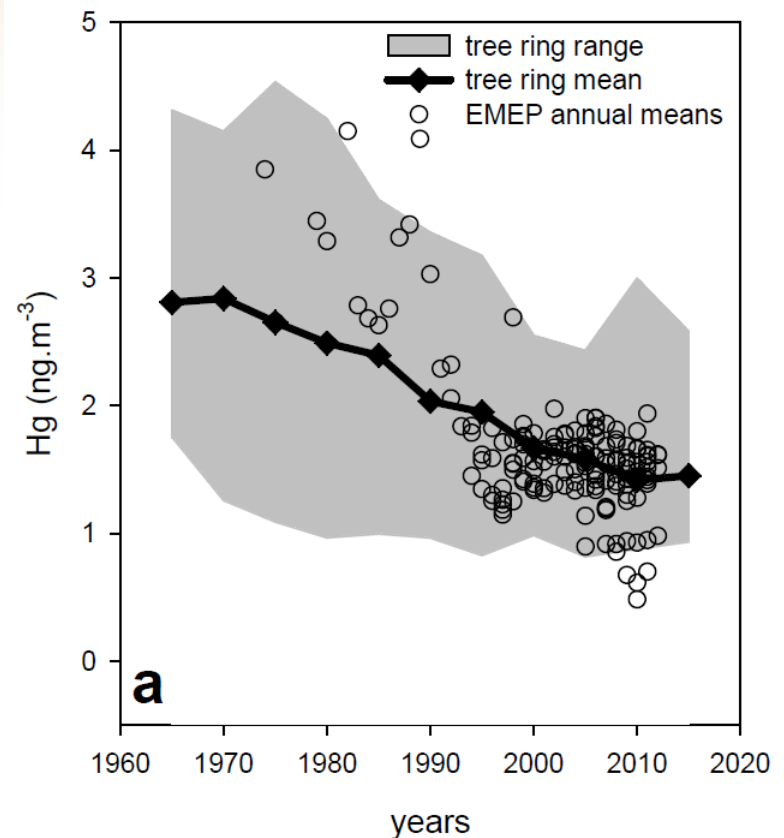 5
tree ring range
tree ring mean
EMEP annual means
4
3
Hg (ng.m⁻³)
2
1
0
a
1960 1970 1980 1990 2000 2010 2020
years